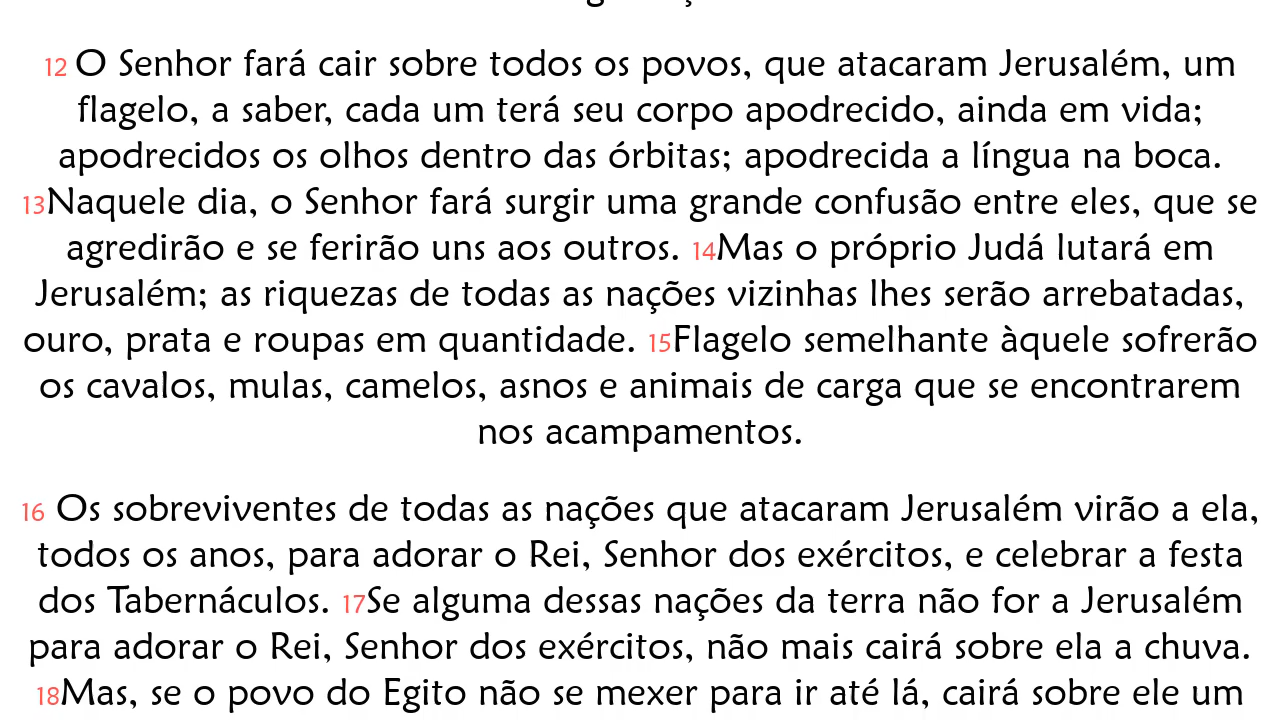 12 O Senhor fará cair sobre todos os povos, que atacaram Jerusalém, um
flagelo, a saber, cada um terá seu corpo apodrecido, ainda em vida;
apodrecidos os olhos dentro das órbitas; apodrecida a língua na boca.
13Naquele dia, o Senhor fará surgir uma grande confusão entre eles, que se
agredirão e se ferirão uns aos outros. 14Mas o próprio Judá lutará em
Jerusalém; as riquezas de todas as nações vizinhas lhes serão arrebatadas,
ouro, prata e roupas em quantidade. 15Flagelo semelhante àquele sofrerão
os cavalos, mulas, camelos, asnos e animais de carga que se encontrarem
nos acampamentos.
16 Os sobreviventes de todas as nações que atacaram Jerusalém virão a ela,
todos os anos, para adorar o Rei, Senhor dos exércitos, e celebrar a festa
dos Tabernáculos. 17Se alguma dessas nações da terra não for a Jerusalém
para adorar o Rei, Senhor dos exércitos, não mais cairá sobre ela a chuva.
18Mas, se o povo do Egito não se mexer para ir até lá, cairá sobre ele um